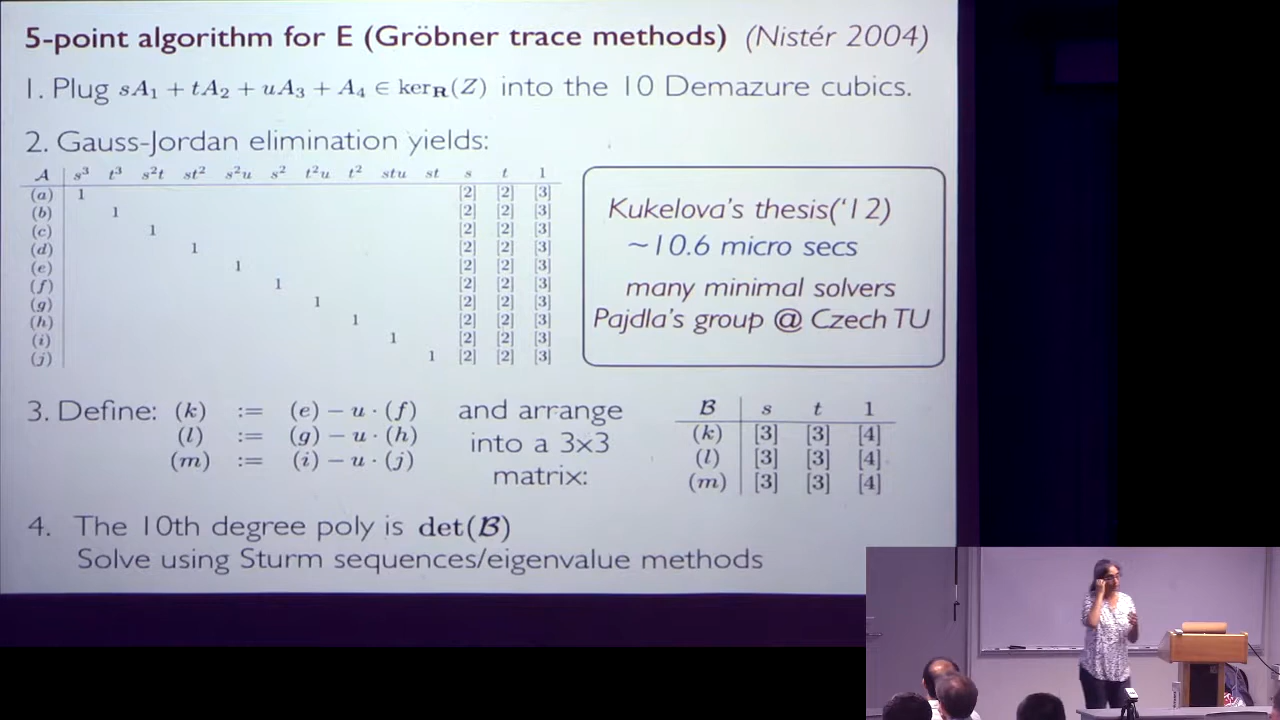 5-point algorithm for E (Gröbner trace methods) (Nistér 2004)
1. Plug sA₁ + tA₂ + uA₃ + A₄ ∈ ker_R(Z) into the 10 Demazure cubics.
2. Gauss-Jordan elimination yields:
A s³ t³ s²t st² s²u s² t²u t² stu st s t 1
(a) 1 [2] [2] [3]
(b) 1 [2] [2] [3]
(c) 1 [2] [2] [3]
(d) 1 [2] [2] [3]
(e) 1 [2] [2] [3]
(f) 1 [2] [2] [3]
(g) 1 [2] [2] [3]
(h) 1 [2] [2] [3]
(i) 1 [2] [2] [3]
(j) 1 [2] [2] [3]
Kukelova's thesis('12)
~10.6 micro secs
many minimal solvers
Pajdla's group @ Czech TU
3. Define: (k) := (e) − u · (f)
(l) := (g) − u · (h)
(m) := (i) − u · (j)
and arrange
into a 3x3
matrix:
B s t 1
(k) [3] [3] [4]
(l) [3] [3] [4]
(m) [3] [3] [4]
4. The 10th degree poly is det(B)
Solve using Sturm sequences/eigenvalue methods